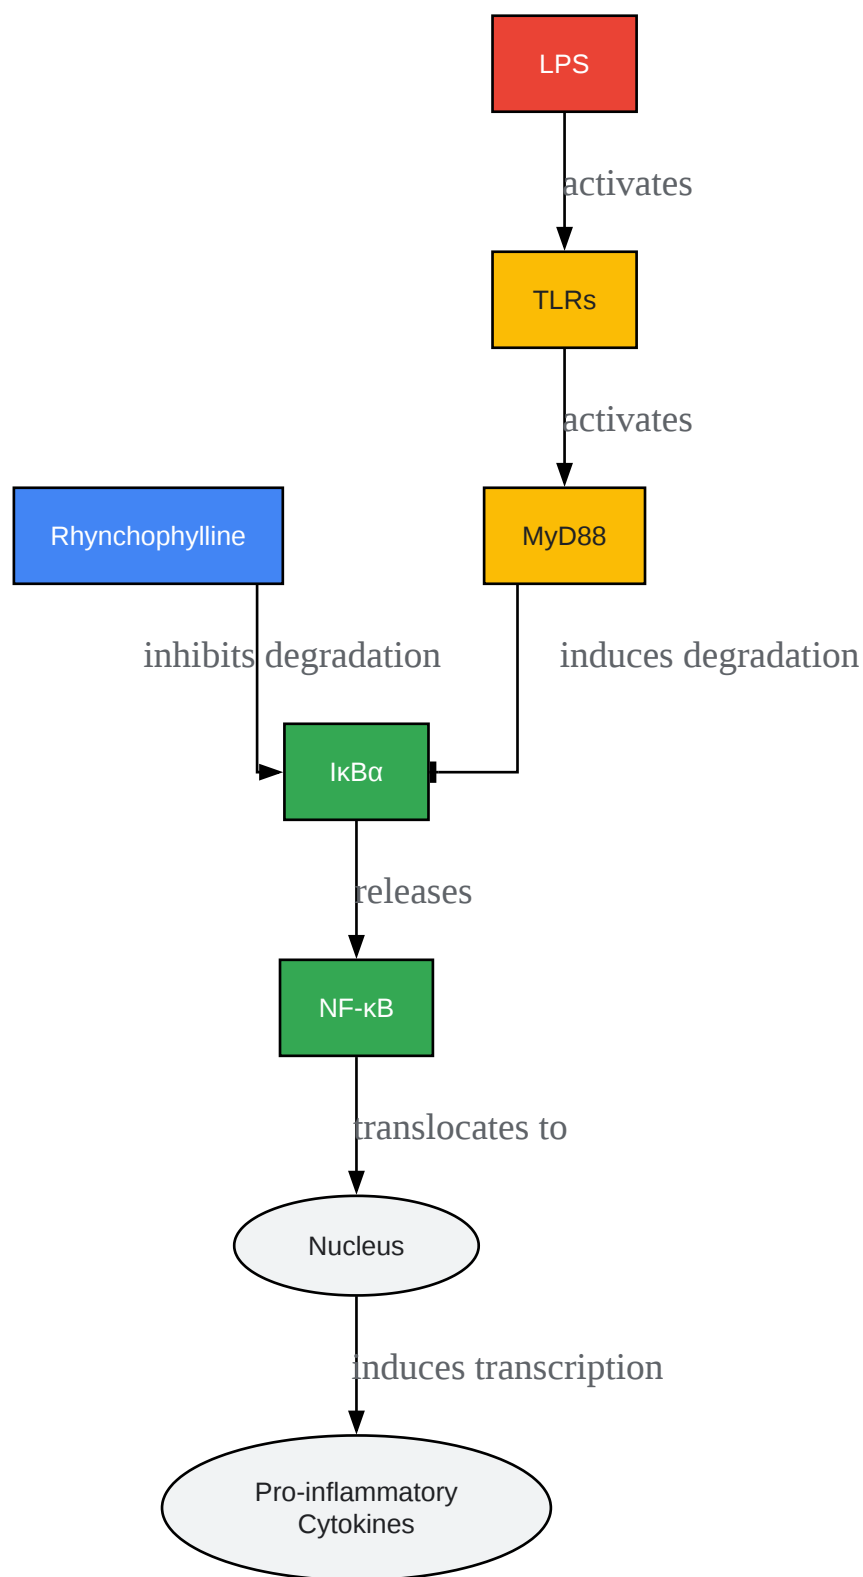 LPS
activates
TLRs
activates
Rhynchophylline
MyD88
inhibits degradation
induces degradation
IκBα
releases
NF-κB
translocates to
Nucleus
induces transcription
Pro-inflammatory
Cytokines